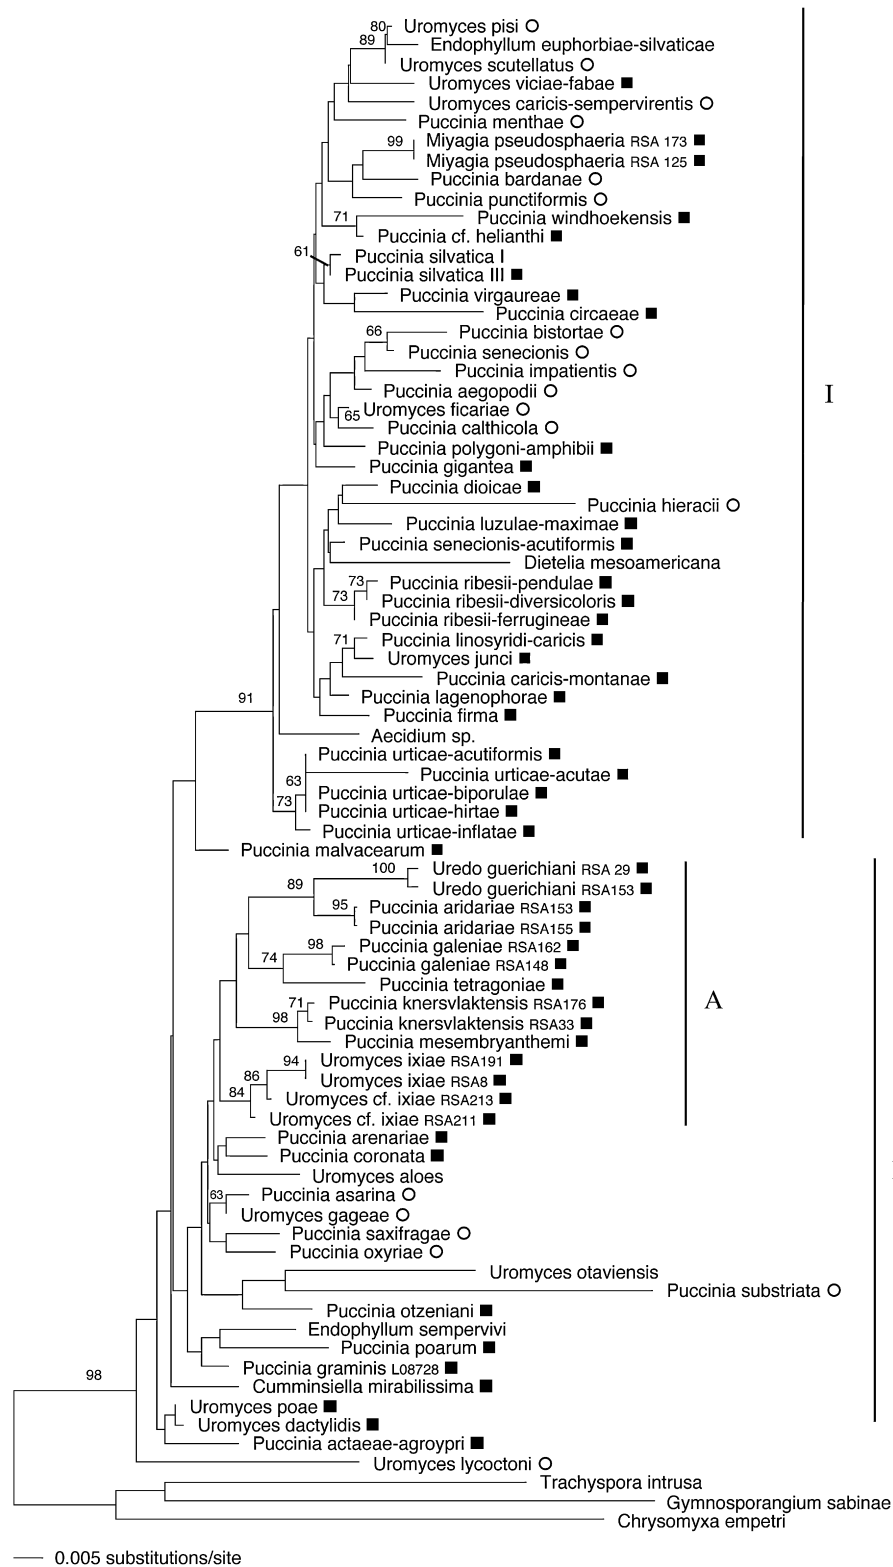 80
Uromyces pisi
89
Endophyllum euphorbiae-silvaticae
Uromyces scutellatus
Uromyces viciae-fabae
Uromyces caricis-sempervirentis
Puccinia menthae
99
Miyagia pseudosphaeria RSA 173
Miyagia pseudosphaeria RSA 125
Puccinia bardanae
Puccinia punctiformis
71
Puccinia windhoekensis
Puccinia cf. helianthi
61
Puccinia silvatica I
Puccinia silvatica III
Puccinia virgaureae
Puccinia circaeae
66
Puccinia bistortae
Puccinia senecionis
Puccinia impatientis
Puccinia aegopodii
I
65
Uromyces ficariae
Puccinia calthicola
Puccinia polygoni-amphibii
Puccinia gigantea
Puccinia dioicae
Puccinia hieracii
Puccinia luzulae-maximae
Puccinia senecionis-acutiformis
Dietelia mesoamericana
73
Puccinia ribesii-pendulae
73
Puccinia ribesii-diversicoloris
Puccinia ribesii-ferrugineae
71
Puccinia linosyridi-caricis
Uromyces junci
Puccinia caricis-montanae
91
Puccinia lagenophorae
Puccinia firma
Aecidium sp.
Puccinia urticae-acutiformis
63
Puccinia urticae-acutae
Puccinia urticae-biporulae
73
Puccinia urticae-hirtae
Puccinia urticae-inflatae
Puccinia malvacearum
100
Uredo guerichiani RSA 29
89
Uredo guerichiani RSA153
95
Puccinia aridariae RSA153
Puccinia aridariae RSA155
98
Puccinia galeniae RSA162
74
Puccinia galeniae RSA148
Puccinia tetragoniae
71
Puccinia knersvlaktensis RSA176
A
98
Puccinia knersvlaktensis RSA33
Puccinia mesembryanthemi
94
Uromyces ixiae RSA191
86
Uromyces ixiae RSA8
84
Uromyces cf. ixiae RSA213
Uromyces cf. ixiae RSA211
Puccinia arenariae
Puccinia coronata
Uromyces aloes
63
Puccinia asarina
Uromyces gageae
Puccinia saxifragae
Puccinia oxyriae
Uromyces otaviensis
Puccinia substriata
Puccinia otzeniani
Endophyllum sempervivi
Puccinia poarum
Puccinia graminis L08728
98
Cumminsiella mirabilissima
Uromyces poae
Uromyces dactylidis
Puccinia actaeae-agroypri
Uromyces lycoctoni
Trachyspora intrusa
Gymnosporangium sabinae
Chrysomyxa empetri
0.005 substitutions/site